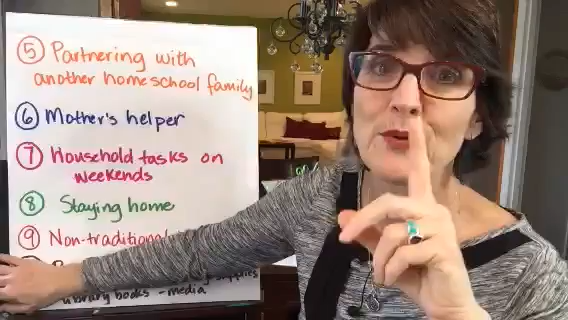 ⑤ Partnering with
another homeschool family
⑥ Mother's helper
⑦ Household tasks on
weekends
⑧ Staying home
⑨ Non-traditional
supplies
library books - media